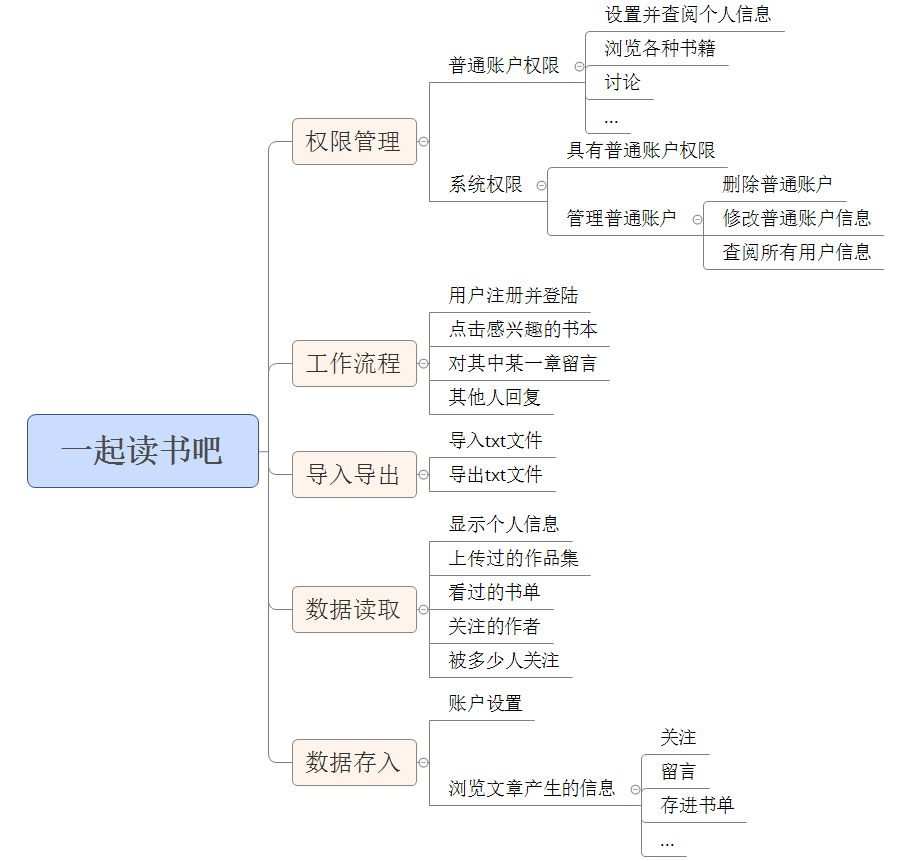 一起读书吧
权限管理
普通账户权限
设置并查阅个人信息
浏览各种书籍
讨论
...
系统权限
具有普通账户权限
管理普通账户
删除普通账户
修改普通账户信息
查阅所有用户信息
工作流程
用户注册并登陆
点击感兴趣的书本
对其中某一章留言
其他人回复
导入导出
导入txt文件
导出txt文件
数据读取
显示个人信息
上传过的作品集
看过的书单
关注的作者
被多少人关注
数据存入
账户设置
浏览文章产生的信息
关注
留言
存进书单
...